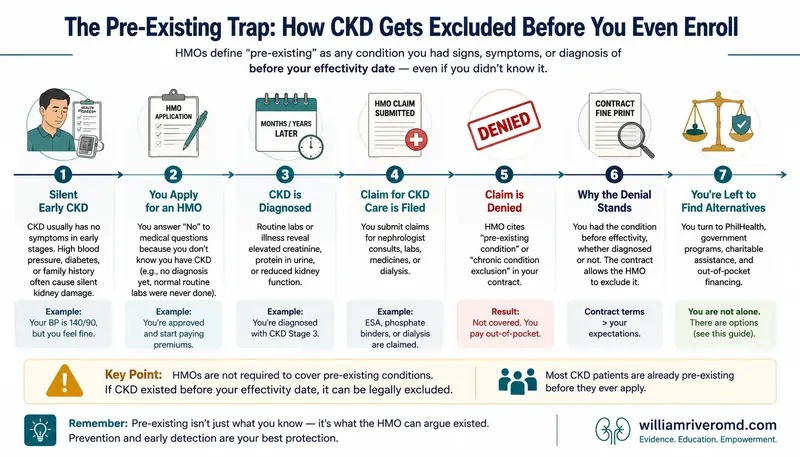 The Pre-Existing Trap: How CKD Gets Excluded Before You Even Enroll
HMOs define “pre-existing” as any condition you had signs, symptoms, or diagnosis of
before your effectivity date — even if you didn’t know it.
HMO
APPLICATION
MONTHS / YEARS
LATER
HMO CLAIM
SUBMITTED
DENIED
CONTRACT
FINE PRINT
1
Silent
Early CKD
CKD usually has no
symptoms in early
stages. High blood
pressure, diabetes,
or family history
often cause silent
kidney damage.
Example:
Your BP is 140/90,
but you feel fine.
2
You Apply
for an HMO
You answer “No” to
medical questions
because you don’t
know you have CKD
(e.g., no diagnosis
yet, normal routine
labs were never done).
Example:
You’re approved
and start paying
premiums.
3
CKD is
Diagnosed
Routine labs or
illness reveal
elevated creatinine,
protein in urine,
or reduced kidney
function.
Example:
You’re diagnosed
with CKD Stage 3.
4
Claim for CKD
Care is Filed
You submit claims
for nephrologist
consults, labs,
medicines, or
dialysis.
Example:
ESA, phosphate
binders, or dialysis
are claimed.
5
Claim is
Denied
HMO cites
“pre-existing
condition” or
“chronic condition
exclusion” in your
contract.
Result:
Not covered. You
pay out-of-pocket.
6
Why the Denial
Stands
You had the condition
before effectivity,
whether diagnosed
or not. The contract
allows the HMO
to exclude it.
Contract terms
> your
expectations.
7
You’re Left to
Find Alternatives
You turn to PhilHealth,
government
programs, charitable
assistance, and
out-of-pocket
financing.
You are not alone.
There are options
(see this guide).
Key Point: HMOs are not required to cover pre-existing conditions.
If CKD existed before your effectivity date, it can be legally excluded.
Most CKD patients are already pre-existing
before they ever apply.
Remember: Pre-existing isn’t just what you know — it’s what the HMO can argue existed.
Prevention and early detection are your best protection.
williamriveromd.com
Evidence. Education. Empowerment.